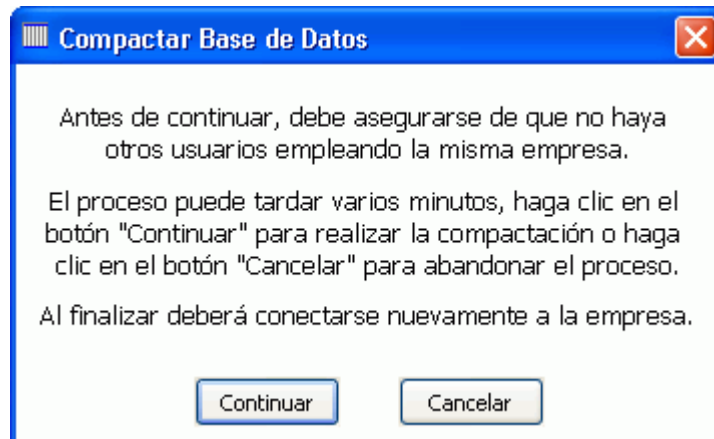 Compactar Base de Datos
Antes de continuar, debe asegurarse de que no haya
otros usuarios empleando la misma empresa.
El proceso puede tardar varios minutos, haga clic en el
botón "Continuar" para realizar la compactación o haga
clic en el botón "Cancelar" para abandonar el proceso.
Al finalizar deberá conectarse nuevamente a la empresa.
Continuar
Cancelar